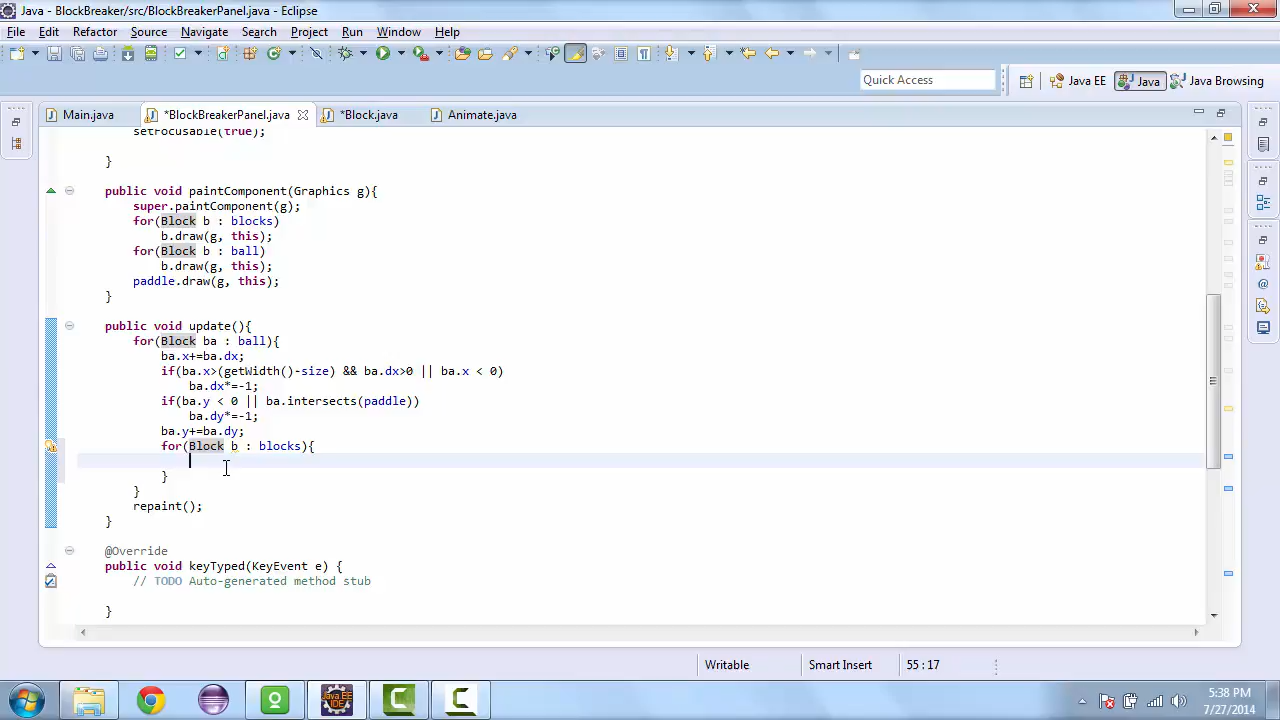 Java - BlockBreaker/src/BlockBreakerPanel.java - Eclipse
File Edit Refactor Source Navigate Search Project Run Window Help
Quick Access
Java EE
Java
Java Browsing
Main.java
*BlockBreakerPanel.java
*Block.java
Animate.java
setFocusable(true);
}
public void paintComponent(Graphics g){
super.paintComponent(g);
for(Block b : blocks)
b.draw(g, this);
for(Block b : ball)
b.draw(g, this);
paddle.draw(g, this);
}
public void update(){
for(Block ba : ball){
ba.x+=ba.dx;
if(ba.x>(getWidth()-size) && ba.dx>0 || ba.x < 0)
ba.dx*=-1;
if(ba.y < 0 || ba.intersects(paddle))
ba.dy*=-1;
ba.y+=ba.dy;
for(Block b : blocks){
}
}
repaint();
}
@Override
public void keyTyped(KeyEvent e) {
// TODO Auto-generated method stub
}
Writable
Smart Insert
55 : 17
5:38 PM
7/27/2014